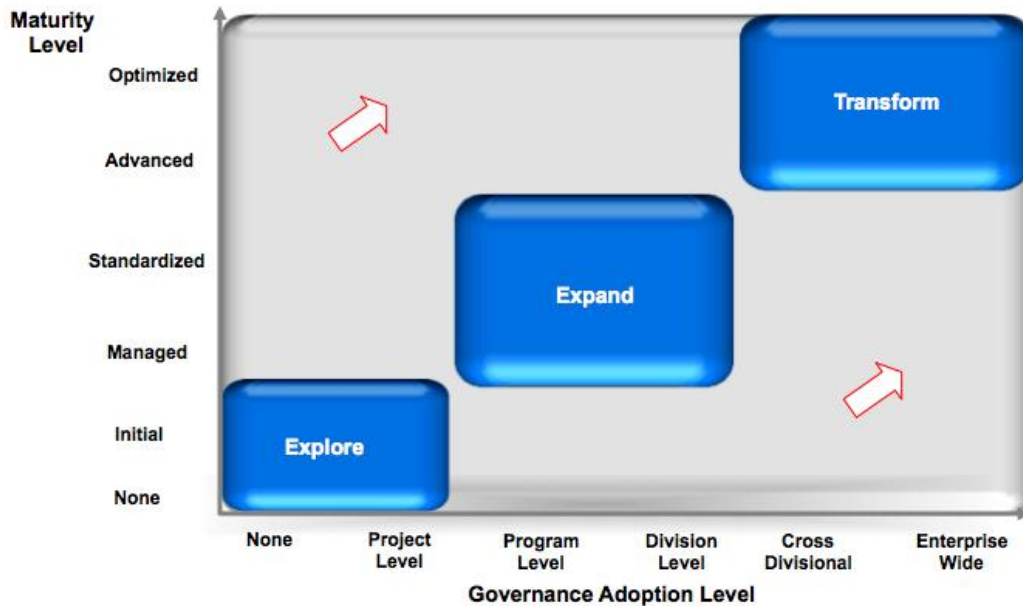 Maturity
Level
Optimized
Transform
Advanced
Standardized
Expand
Managed
Initial
Explore
None
None
Project
Level
Program
Level
Division
Level
Cross
Divisional
Enterprise
Wide
Governance Adoption Level